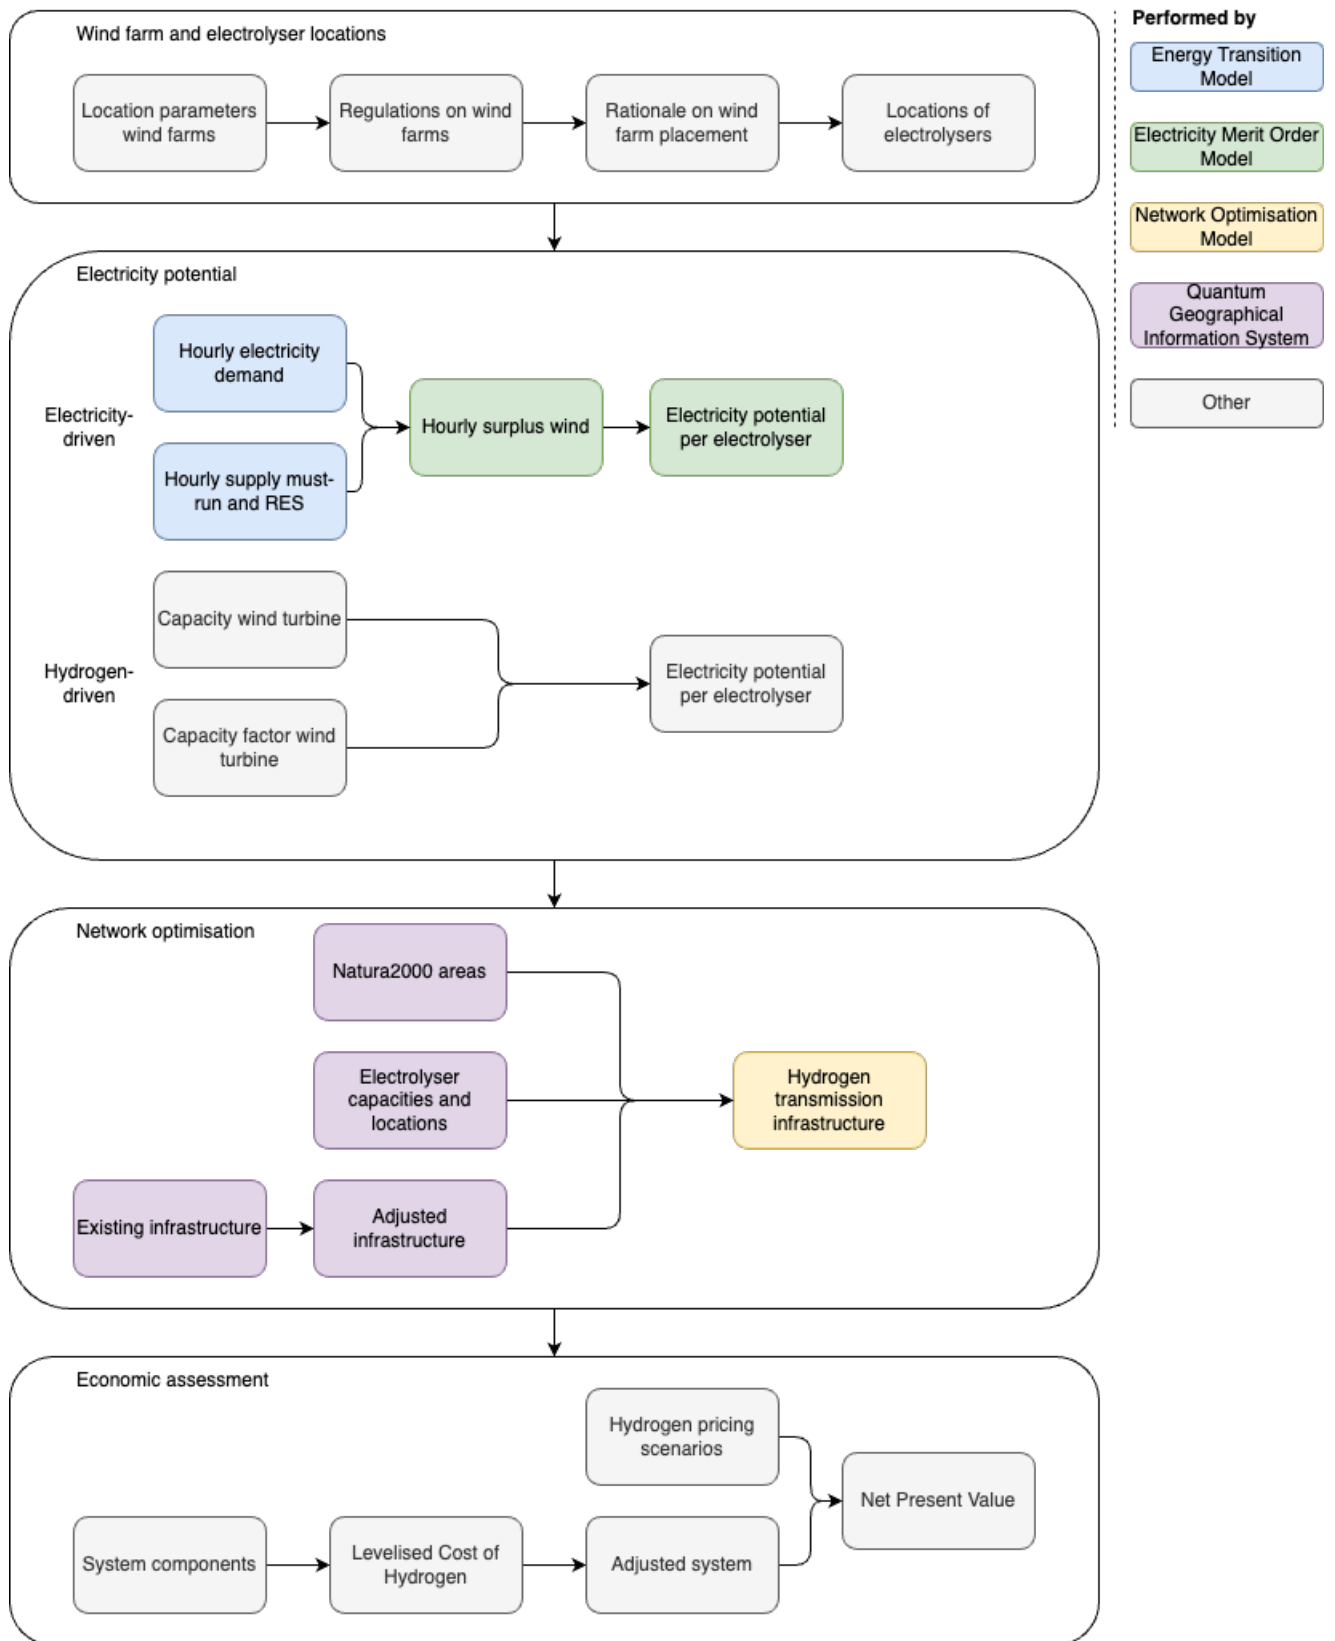 Wind farm and electrolyser locations
Location parameters
wind farms
Regulations on wind
farms
Rationale on wind
farm placement
Locations of
electrolysers
Performed by
Energy Transition
Model
Electricity Merit Order
Model
Network Optimisation
Model
Quantum
Geographical
Information System
Other
Electricity potential
Electricity-
driven
Hourly electricity
demand
Hourly supply must-
run and RES
Hourly surplus wind
Electricity potential
per electrolyser
Hydrogen-
driven
Capacity wind turbine
Capacity factor wind
turbine
Electricity potential
per electrolyser
Network optimisation
Natura2000 areas
Electrolyser
capacities and
locations
Existing infrastructure
Adjusted
infrastructure
Hydrogen
transmission
infrastructure
Economic assessment
Hydrogen pricing
scenarios
System components
Levelised Cost of
Hydrogen
Adjusted system
Net Present Value